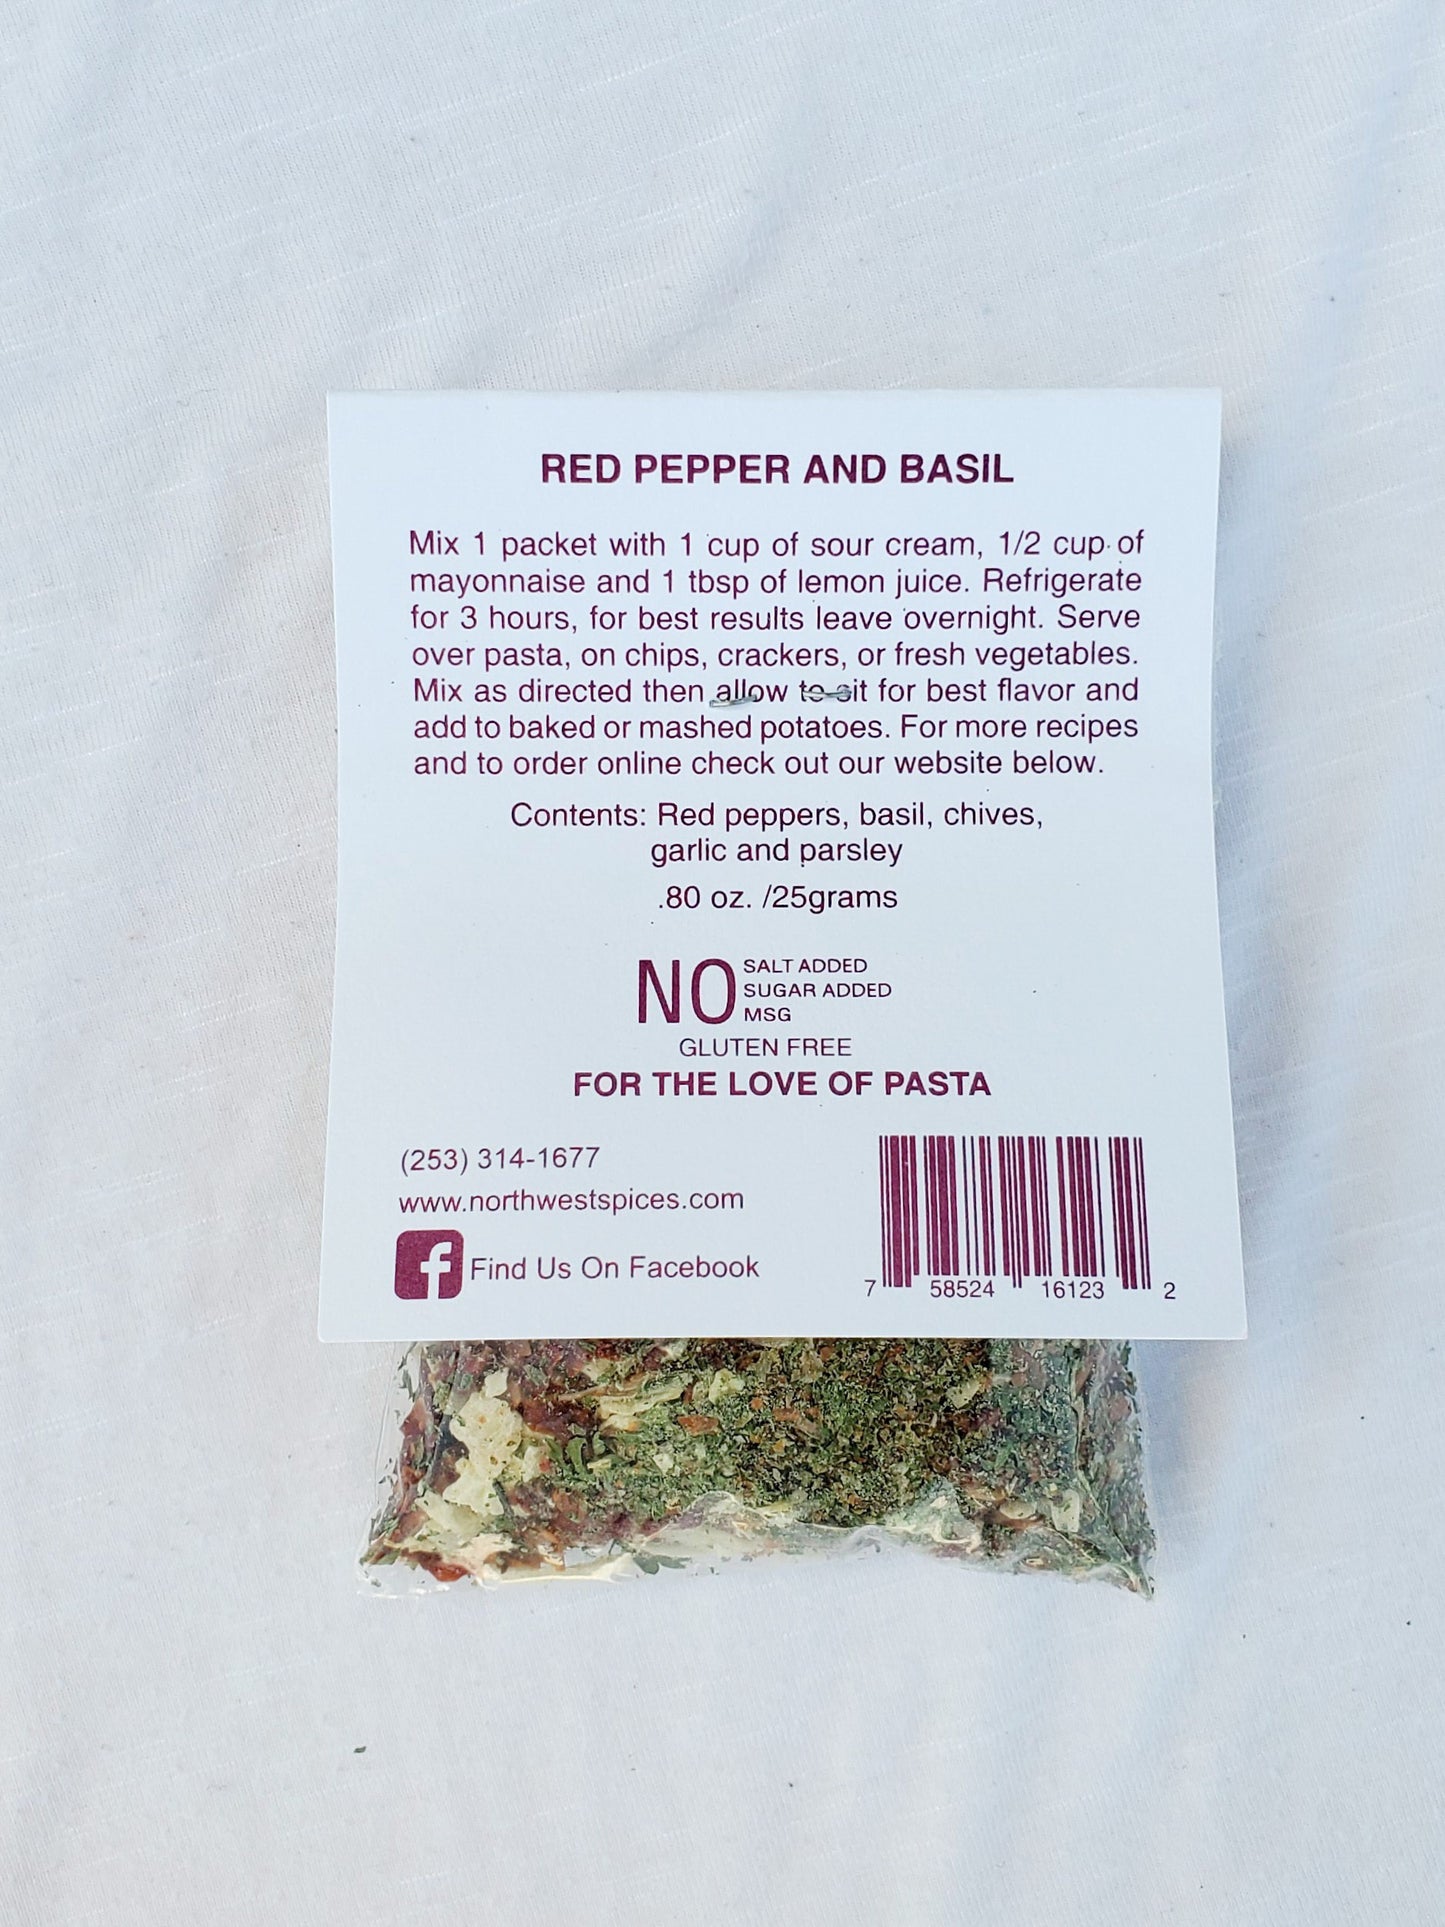 RED PEPPER AND BASIL
Mix 1 packet with 1 cup of sour cream, 1/2 cup of
mayonnaise and 1 tbsp of lemon juice. Refrigerate
for 3 hours, for best results leave overnight. Serve
over pasta, on chips, crackers, or fresh vegetables.
Mix as directed then allow to sit for best flavor and
add to baked or mashed potatoes. For more recipes
and to order online check out our website below.
Contents: Red peppers, basil, chives,
garlic and parsley
.80 oz. /25grams
NO SALT ADDED
SUGAR ADDED
MSG
GLUTEN FREE
FOR THE LOVE OF PASTA
(253) 314-1677
www.northwestspices.com
f Find Us On Facebook
7 58524 16123 2